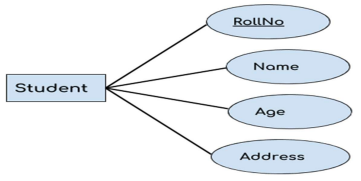 RollNo
Name
Student
Age
Address